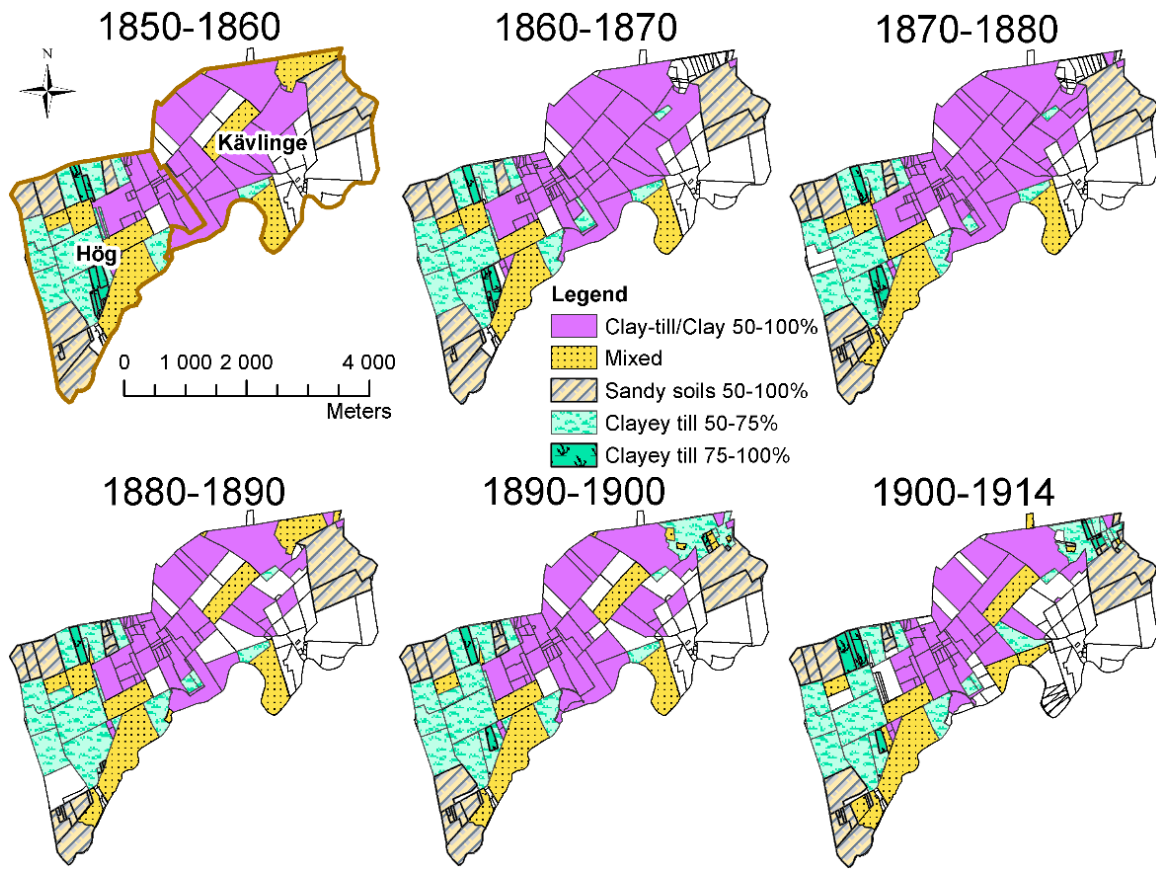 1850-1860
1860-1870
1870-1880
N
Kävlinge
Hög
0 1 000 2 000 4 000
Meters
Legend
Clay-till/Clay 50-100%
Mixed
Sandy soils 50-100%
Clayey till 50-75%
Clayey till 75-100%
1880-1890
1890-1900
1900-1914